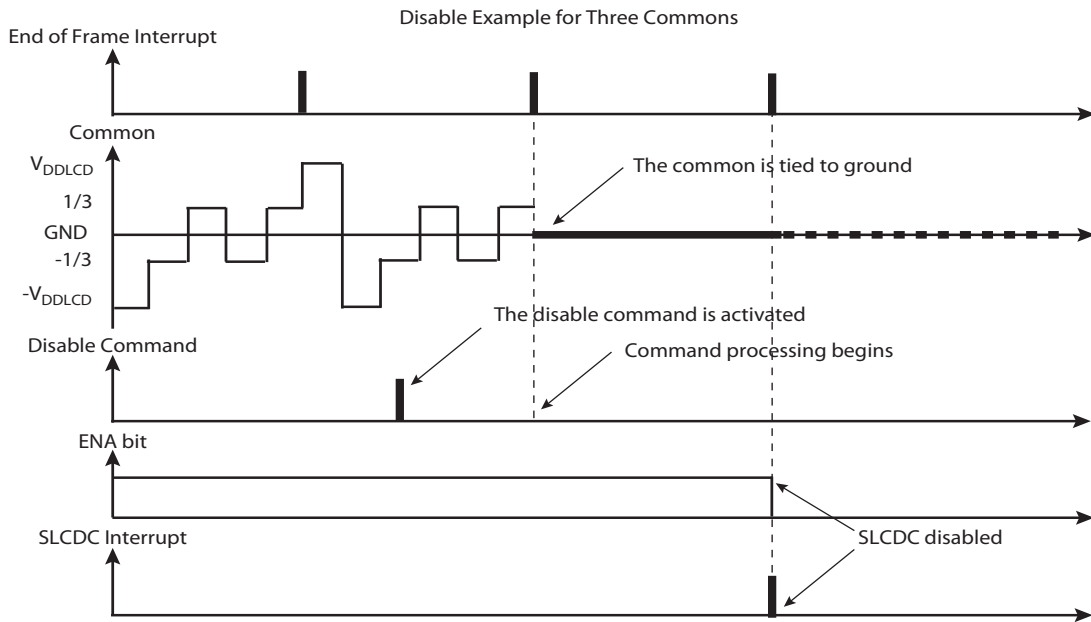 Disable Example for Three Commons
End of Frame Interrupt
Common
VDDLCD
The common is tied to ground
1/3
GND
-1/3
-VDDLCD
The disable command is activated
Disable Command
Command processing begins
ENA bit
SLCDC Interrupt
SLCDC disabled